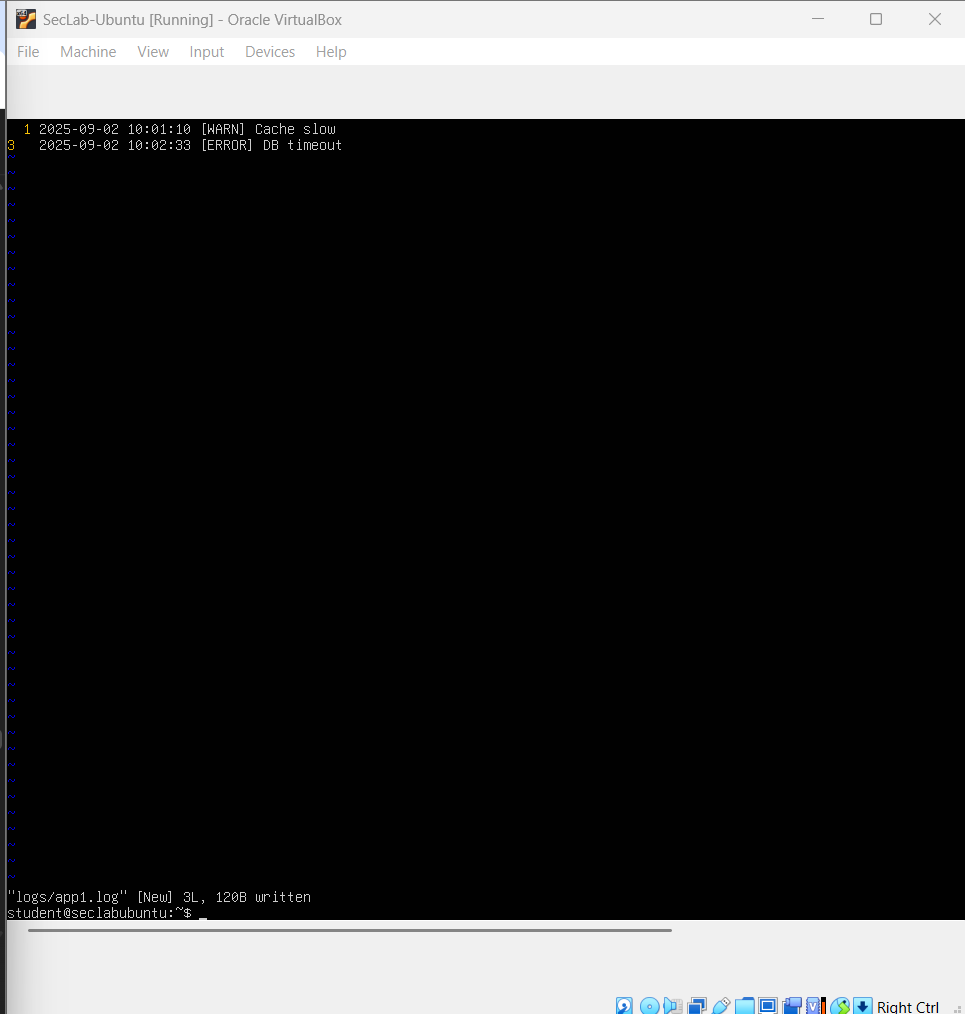 SecLab-Ubuntu [Running] - Oracle VirtualBox
File Machine View Input Devices Help
1 2025-09-02 10:01:10 [WARN] Cache slow
3 2025-09-02 10:02:33 [ERROR] DB timeout
"logs/app1.log" [New] 3L, 120B written
student@seclabubuntu:~$ _
Right Ctrl